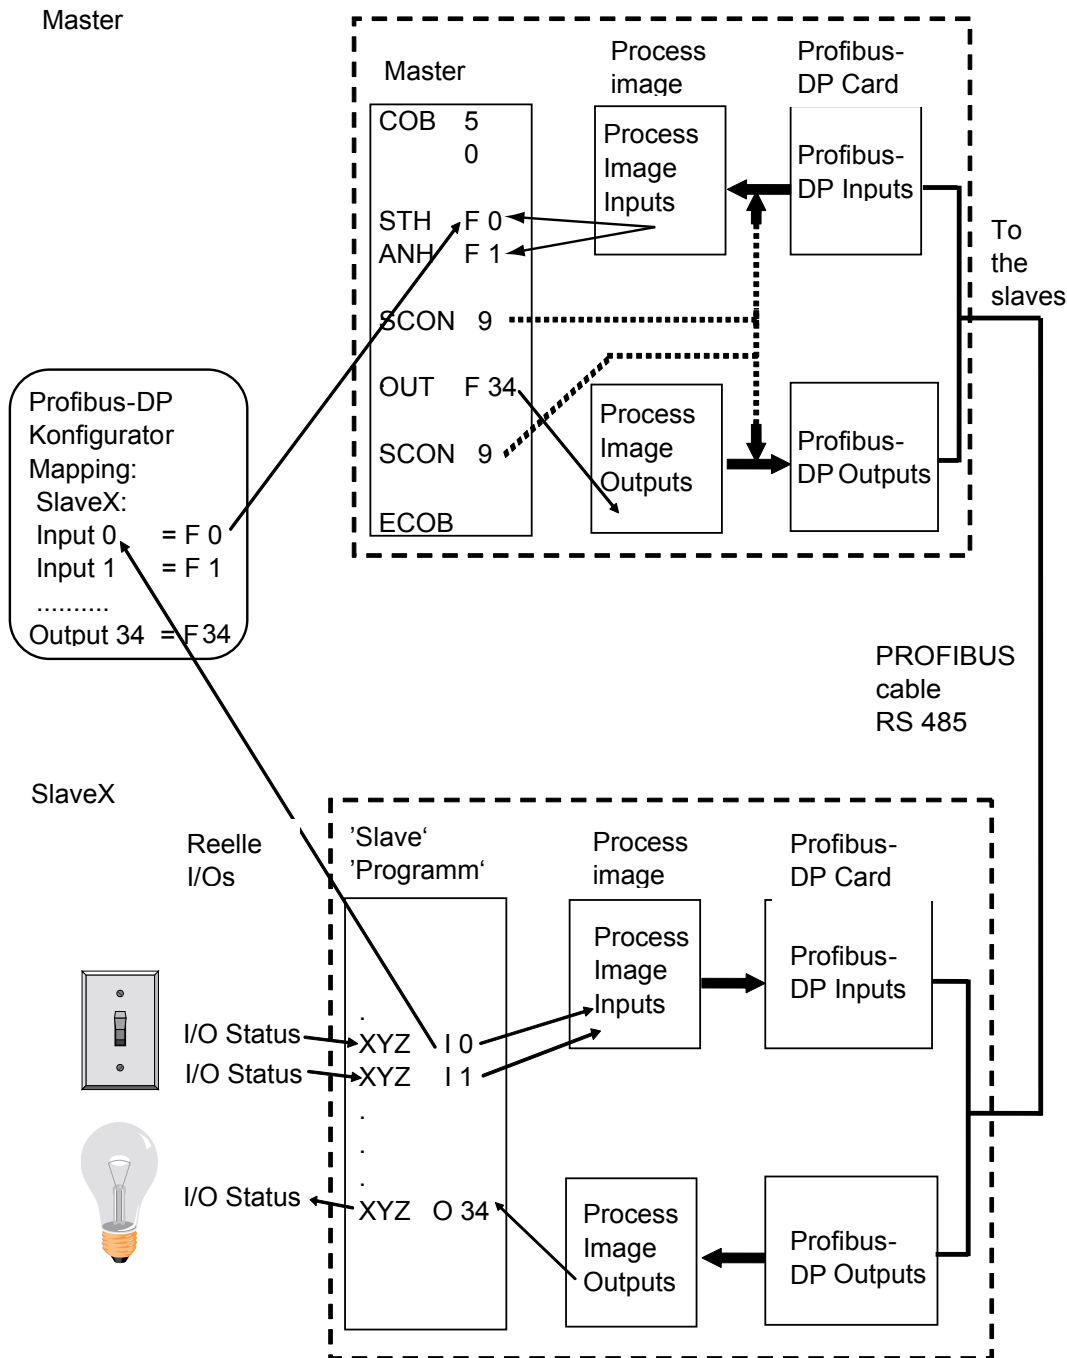 Master
Master
Process
image
Profibus-
DP Card
COB 5
0
STH F 0
ANH F 1
SCON 9
OUT F 34
SCON 9
ECOB
Process
Image
Inputs
Profibus-
DP Inputs
Process
Image
Outputs
Profibus-
DP Outputs
To
the
slaves
Profibus-DP
Konfigurator
Mapping:
SlaveX:
Input 0 = F 0
Input 1 = F 1
..........
Output 34 = F 34
PROFIBUS
cable
RS 485
SlaveX
Reelle
I/Os
’Slave‘
’Programm‘
Process
image
Profibus-
DP Card
.
I/O Status XYZ I 0
I/O Status XYZ I 1
.
.
.
I/O Status XYZ O 34
Process
Image
Inputs
Profibus-
DP Inputs
Process
Image
Outputs
Profibus-
DP Outputs